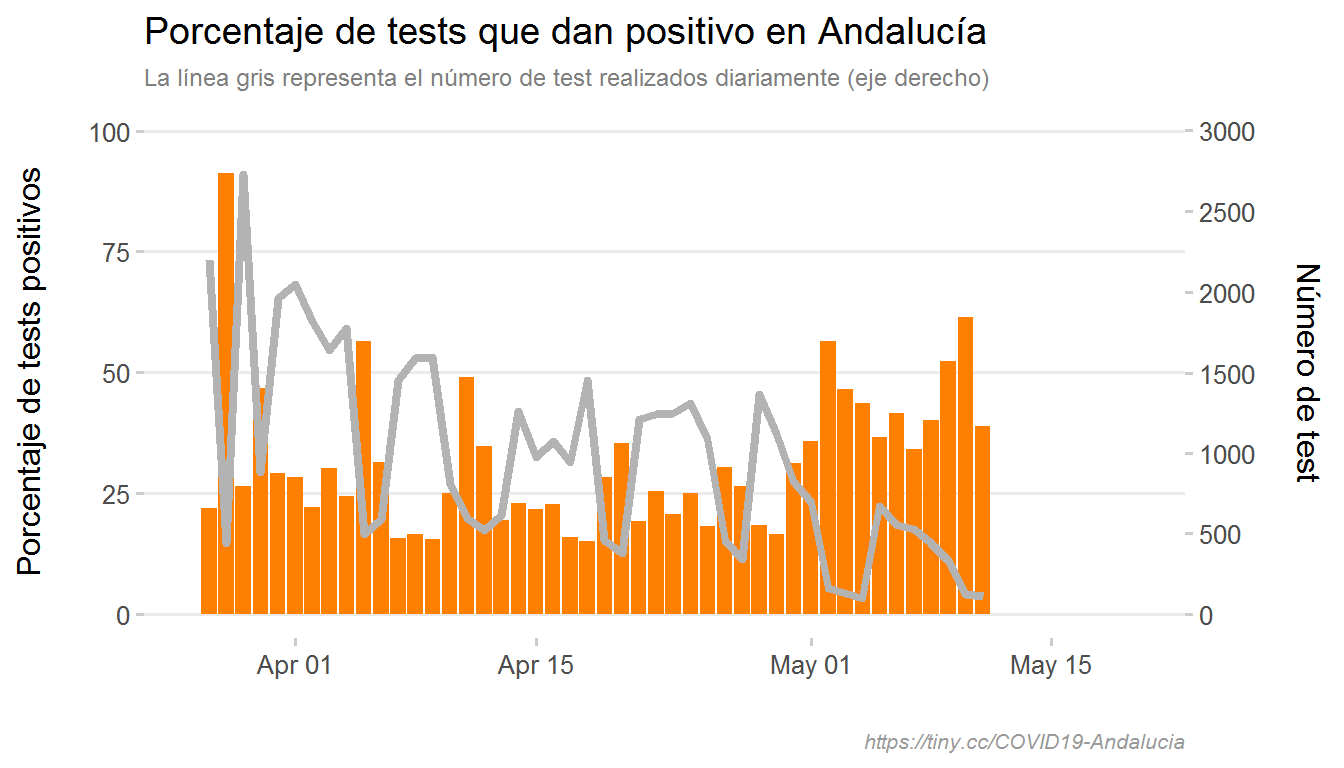 Porcentaje de tests que dan positivo en Andalucía
La línea gris representa el número de test realizados diariamente (eje derecho)
Porcentaje de tests positivos
100
75
50
25
0
3000
2500
2000
1500
1000
500
0
Número de test
Apr 01
Apr 15
May 01
May 15
https://tiny.cc/COVID19-Andalucia